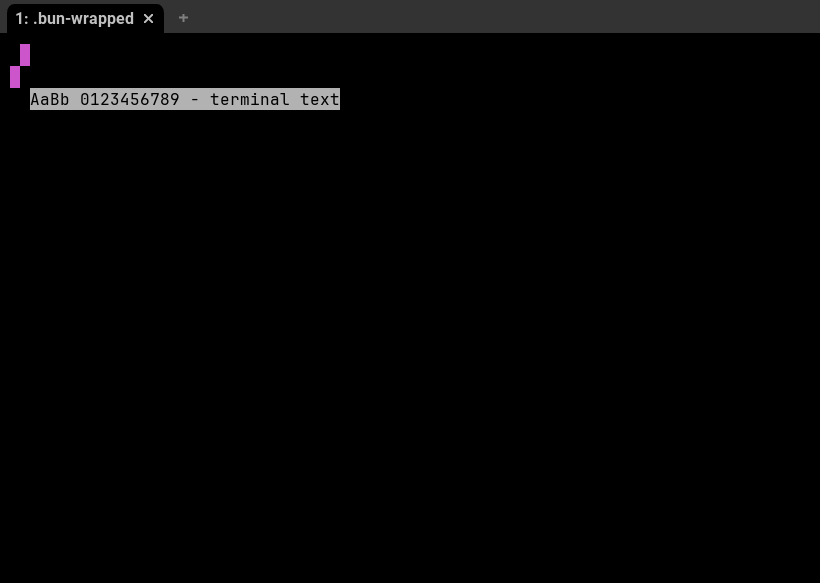 1: .bun-wrapped ✕ +
AaBb 0123456789 - terminal text